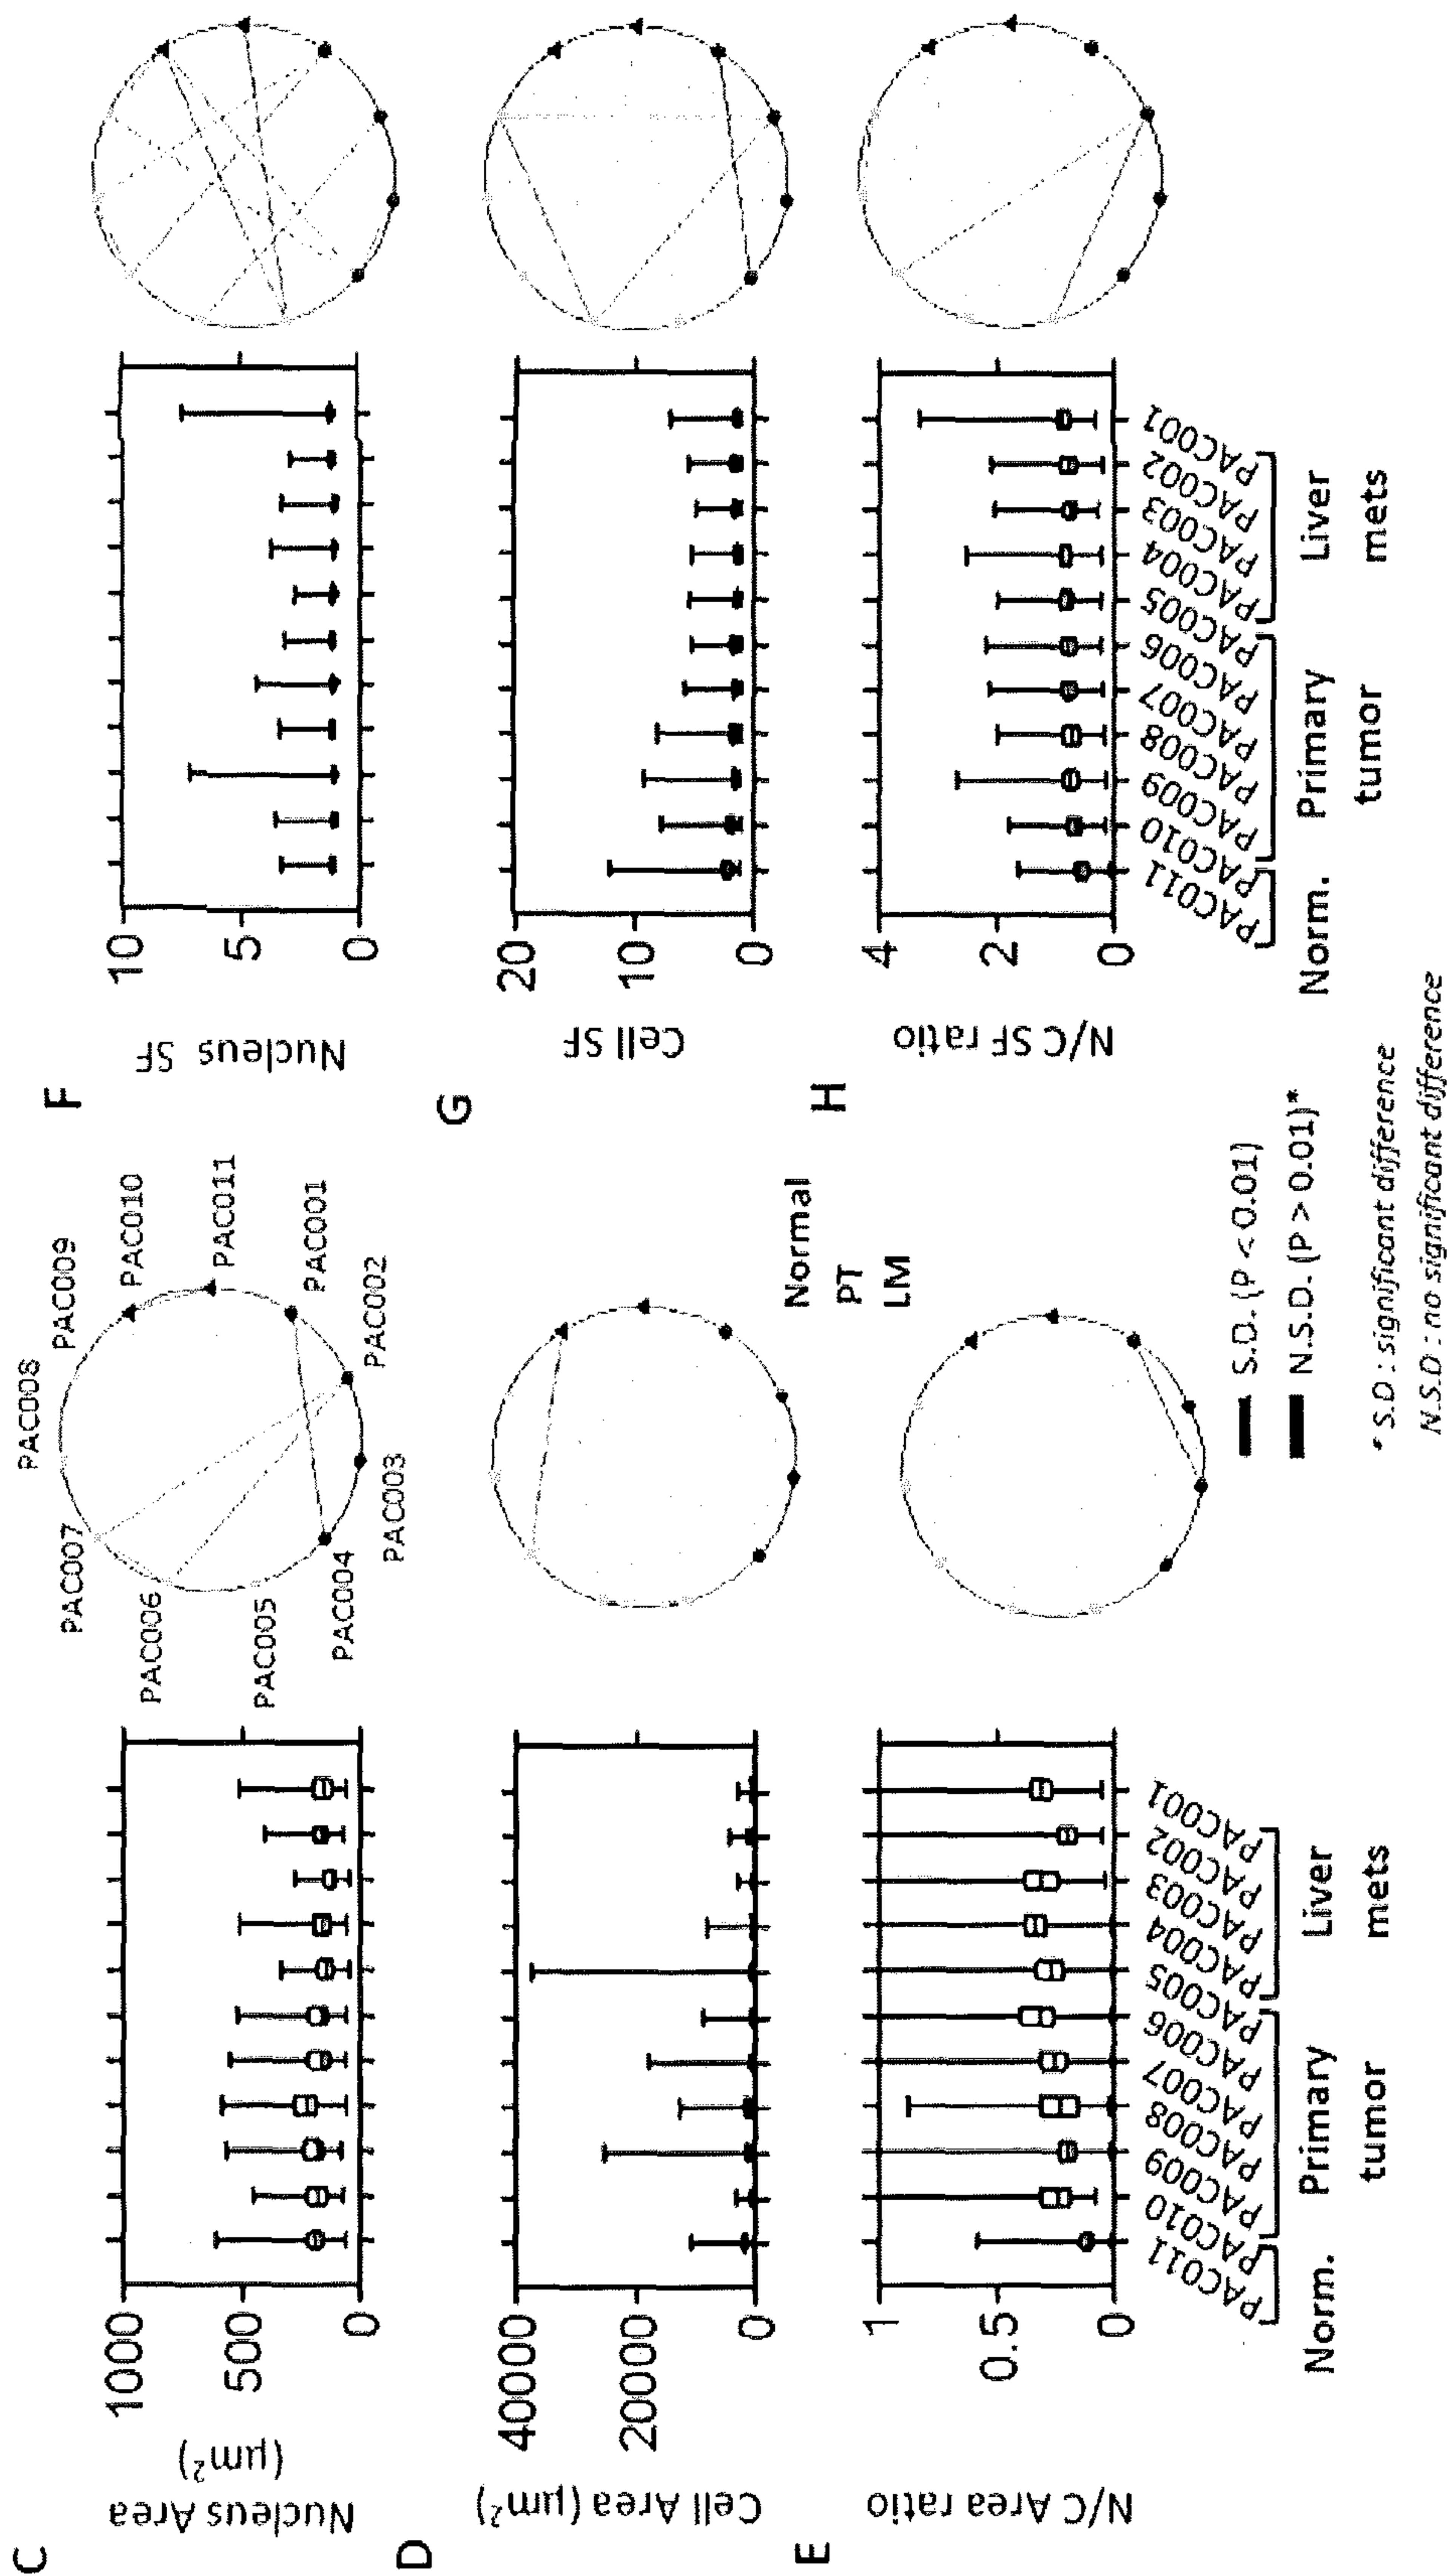 C
Nucleus Area
(µm²)
1000
500
0
PAC001
PAC002
PAC003
PAC004
PAC005
PAC006
PAC007
PAC008
PAC009
PAC010
PAC011
D
Cell Area (µm²)
40000
20000
0
Normal
PT
LM
E
N/C Area ratio
1
0.5
0
PAC011
PAC010
PAC009
PAC008
PAC007
PAC006
PAC005
PAC004
PAC003
PAC002
PAC001
Norm.
Primary
tumor
Liver
mets
S.D. (P < 0.01)
N.S.D. (P > 0.01)*
* S.D : significant difference
N.S.D : no significant difference
F
Nucleus SF
10
5
0
G
Cell SF
20
10
0
H
N/C SF ratio
4
2
0
PAC011
PAC010
PAC009
PAC008
PAC007
PAC006
PAC005
PAC004
PAC003
PAC002
PAC001
Norm.
Primary
tumor
Liver
mets